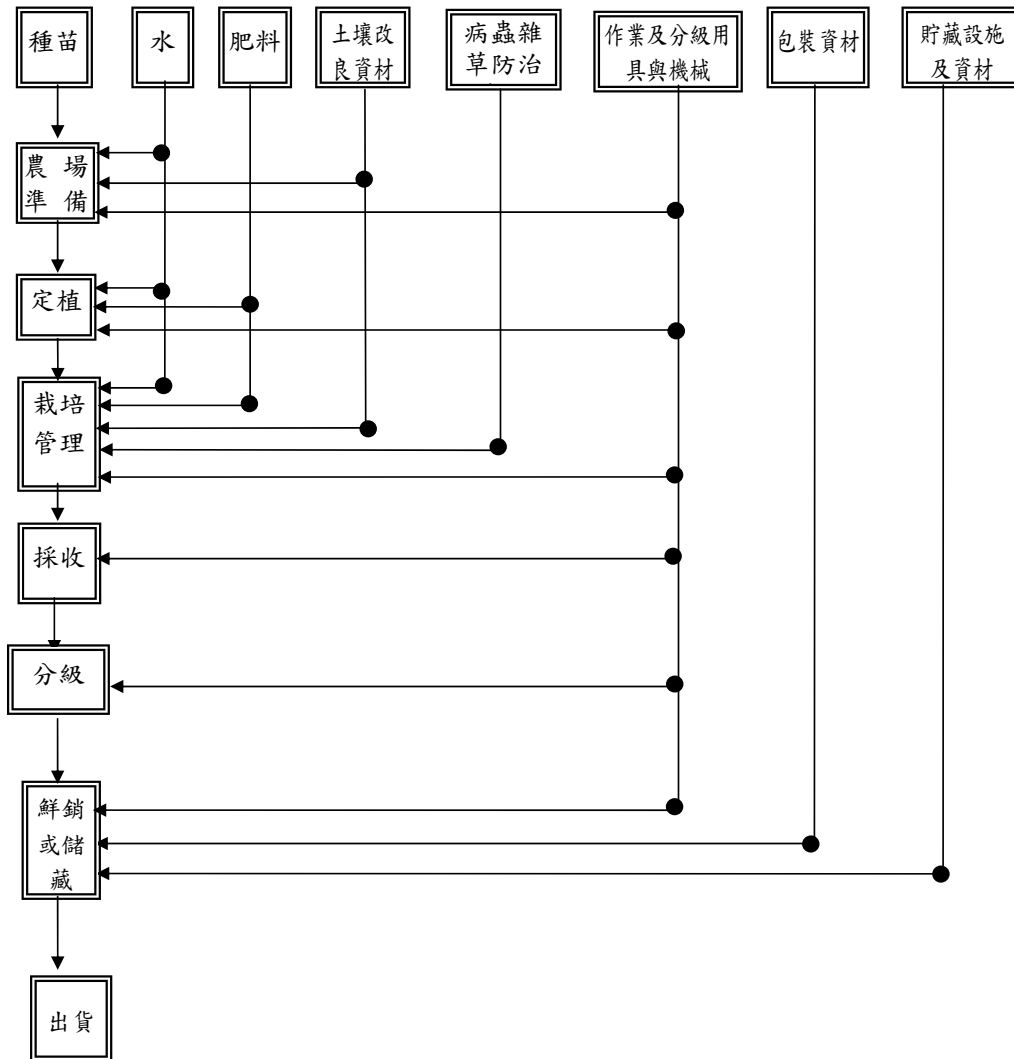 種苗
水
肥料
土壤改
良資材
病蟲雜
草防治
作業及分級用
具與機械
包裝資材
貯藏設施
及資材
農 場
準 備
定植
栽培
管理
採收
分級
鮮銷
或儲
藏
出貨